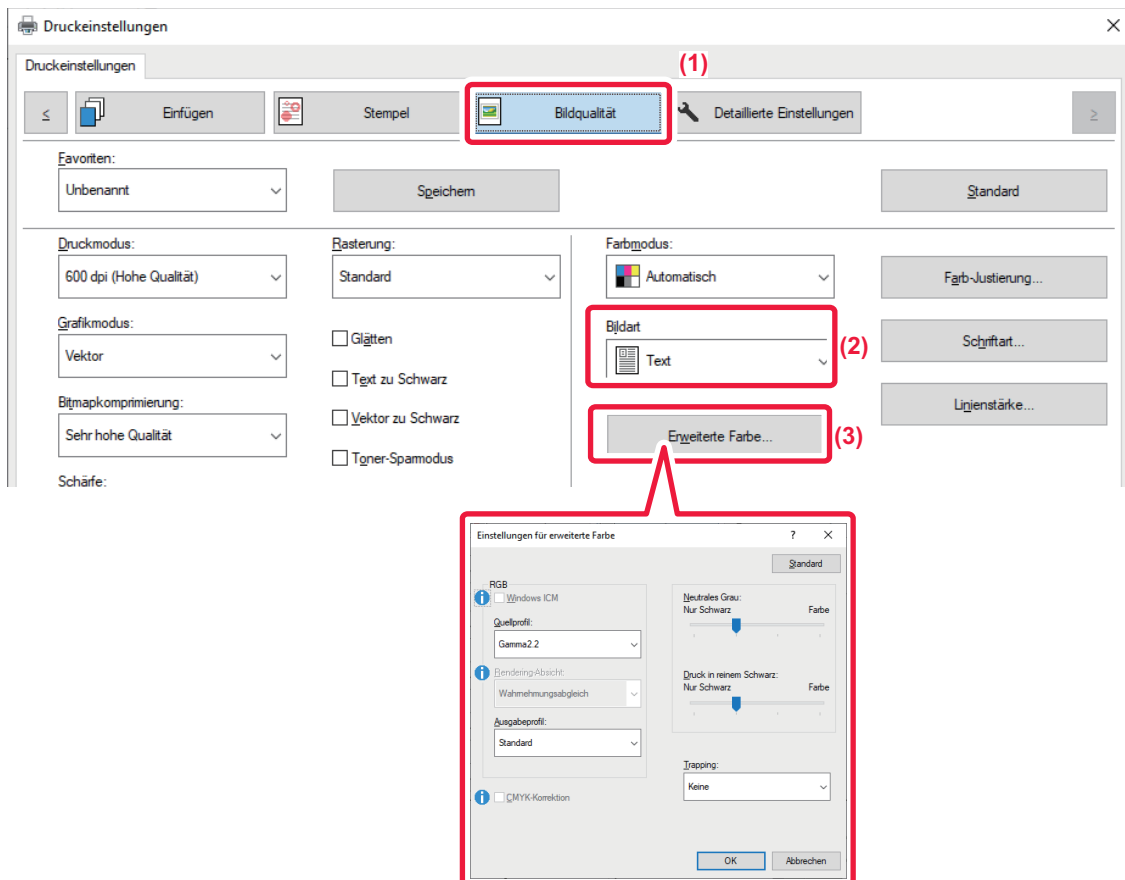 Druckeinstellungen
Druckeinstellungen
(1)
<
Einfügen
Stempel
Bildqualität
Detaillierte Einstellungen
>
Favoriten:
Unbenannt
Speichern
Standard
Druckmodus:
Rasterung:
Farbmodus:
600 dpi (Hohe Qualität)
Standard
Automatisch
Farb-Justierung...
Grafikmodus:
Glätten
Bildart
Schriftart...
Vektor
Text
(2)
Text zu Schwarz
Bitmapkomprimierung:
Vektor zu Schwarz
Linienstärke...
Sehr hohe Qualität
Erweiterte Farbe...
(3)
Toner-Sparmodus
Schärfe:
Einstellungen für erweiterte Farbe
?
Standard
RGB
Windows ICM
Quellprofil:
Gamma2.2
Rendering-Absicht:
Wahrnehmungsabgleich
Ausgabeprofil:
Standard
CMYK-Korrektion
Neutrales Grau:
Nur Schwarz Farbe
Druck in reinem Schwarz:
Nur Schwarz Farbe
Trapping:
Keine
OK
Abbrechen